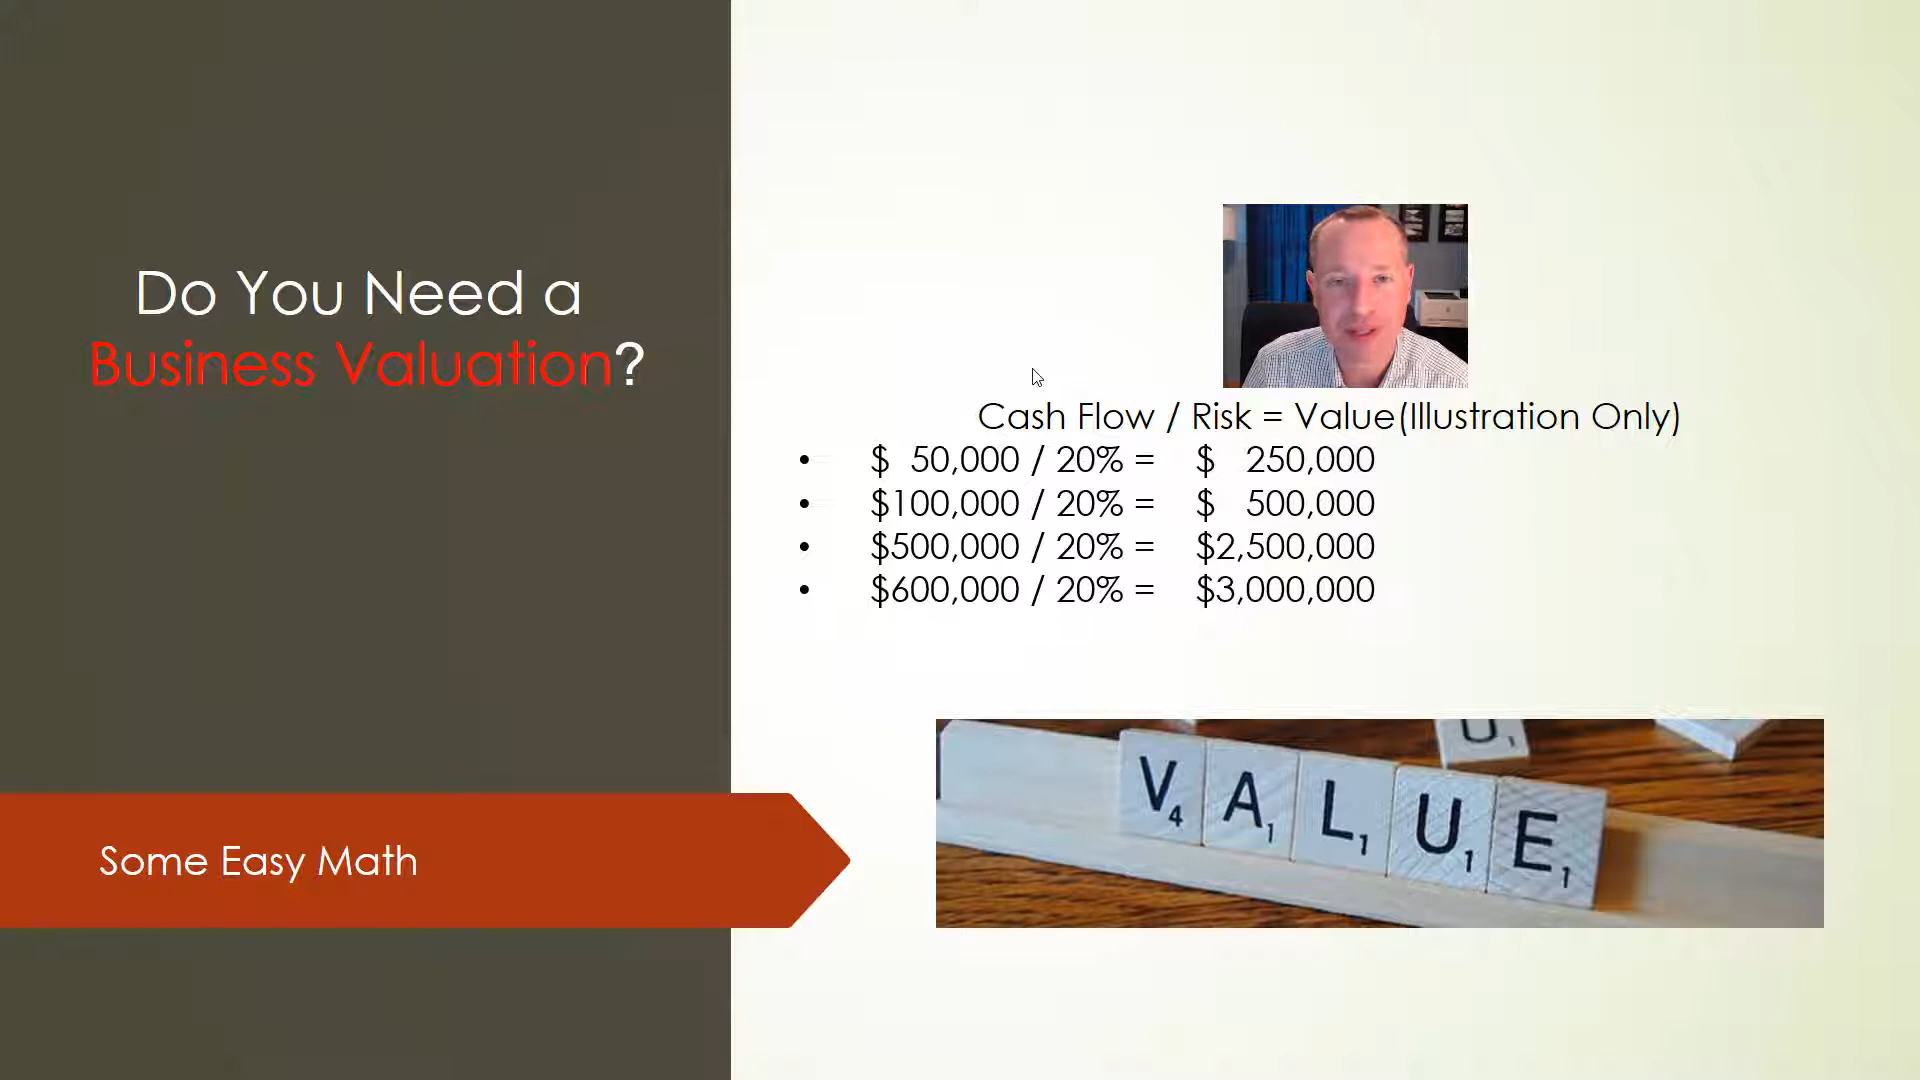 Do You Need a
Business Valuation?
Some Easy Math
Cash Flow / Risk = Value(Illustration Only)
• $ 50,000 / 20% = $ 250,000
• $100,000 / 20% = $ 500,000
• $500,000 / 20% = $2,500,000
• $600,000 / 20% = $3,000,000
U1
V4 A1 L1 U1 E1